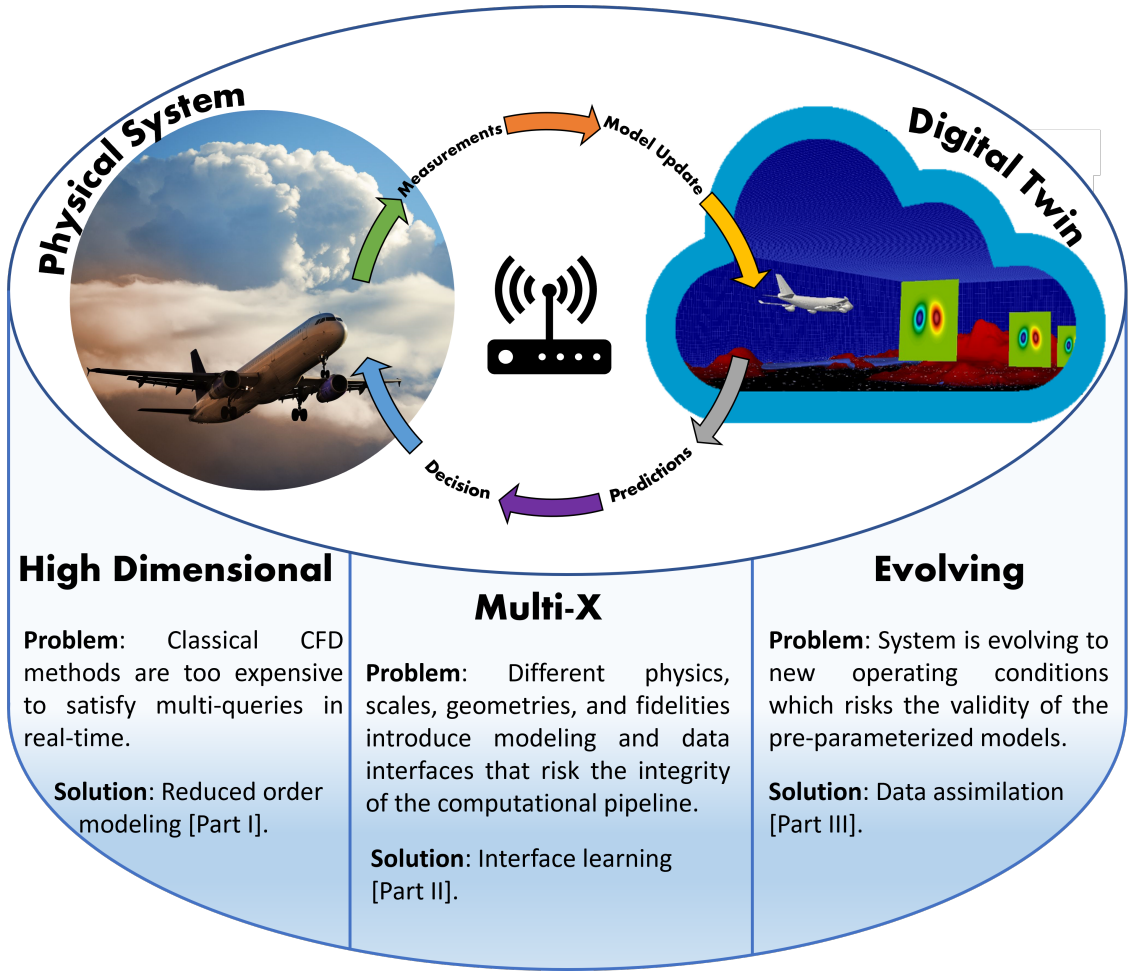 Physical System
Digital Twin
Measurements
Model Update
Decision
Predictions
High Dimensional
Problem: Classical CFD
methods are too expensive
to satisfy multi-queries in
real-time.
Solution: Reduced order
modeling [Part I].
Multi-X
Problem: Different physics,
scales, geometries, and fidelities
introduce modeling and data
interfaces that risk the integrity
of the computational pipeline.
Solution: Interface learning
[Part II].
Evolving
Problem: System is evolving to
new operating conditions
which risks the validity of the
pre-parameterized models.
Solution: Data assimilation
[Part III].